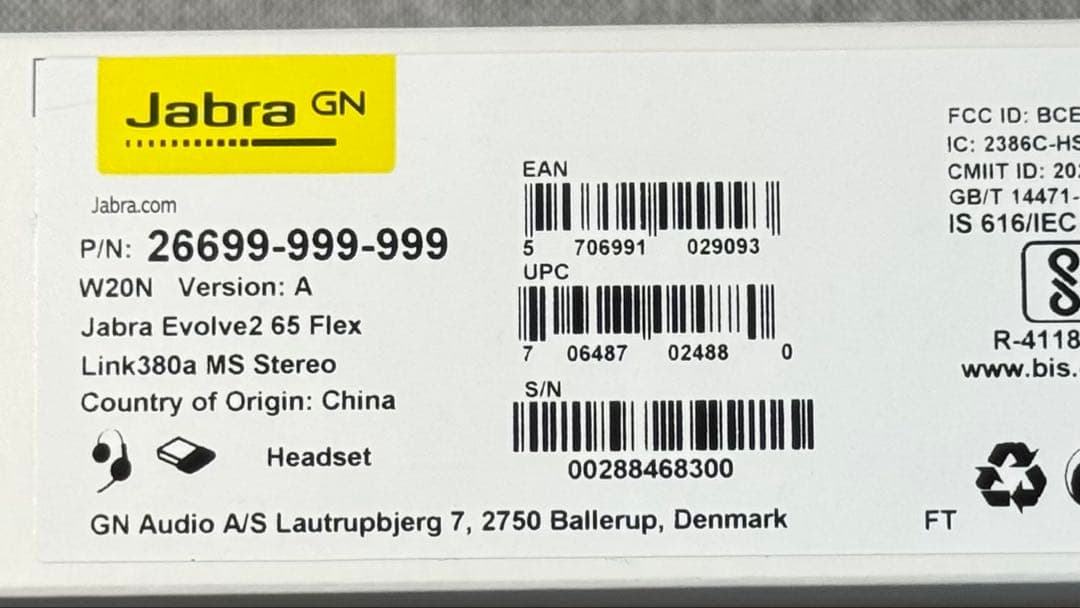 Jabra GN
Jabra.com
P/N: 26699-999-999
W20N Version: A
Jabra Evolve2 65 Flex
Link380a MS Stereo
Country of Origin: China
Headset
GN Audio A/S Lautrupbjerg 7, 2750 Ballerup, Denmark
EAN
5 706991 029093
UPC
7 06487 02488 0
S/N
00288468300
FCC ID: BCE
IC: 2386C-HS
CMIIT ID: 20
GB/T 14471-
IS 616/IEC
R-4118
www.bis.
FT